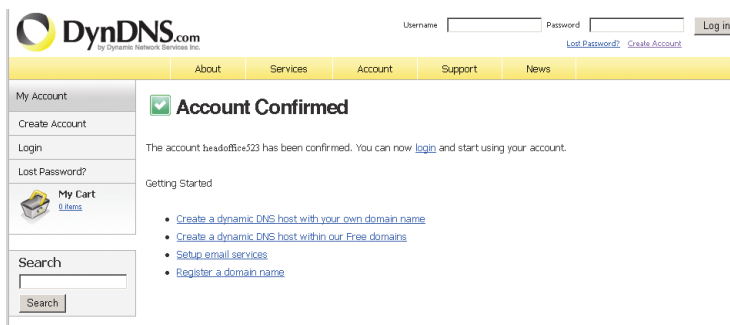 DynDNS.com
by Dynamic Network Services Inc.
Username
Password
Log in
Lost Password? Create Account
About Services Account Support News
My Account
Create Account
Login
Lost Password?
My Cart
0 items
Search
Search
Account Confirmed
The account headoffice523 has been confirmed. You can now login and start using your account.
Getting Started
• Create a dynamic DNS host with your own domain name
• Create a dynamic DNS host within our Free domains
• Setup email services
• Register a domain name